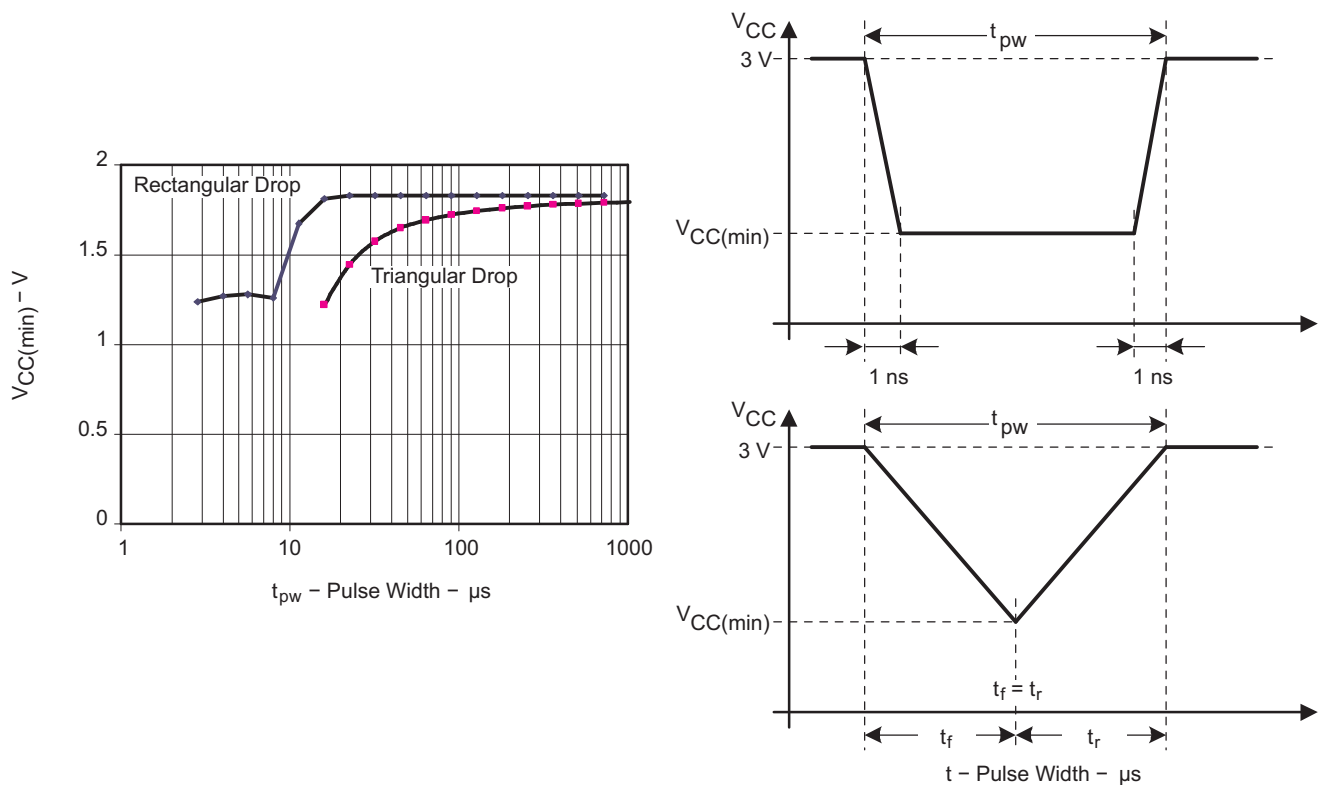 2
1.5
1
0.5
0
Rectangular Drop
Triangular Drop
VCC(min) − V
1 10 100 1000
tpw − Pulse Width − μs
VCC
3 V
tpw
VCC(min)
1 ns 1 ns
VCC
3 V
tpw
VCC(min)
tf = tr
tf tr
t − Pulse Width − μs